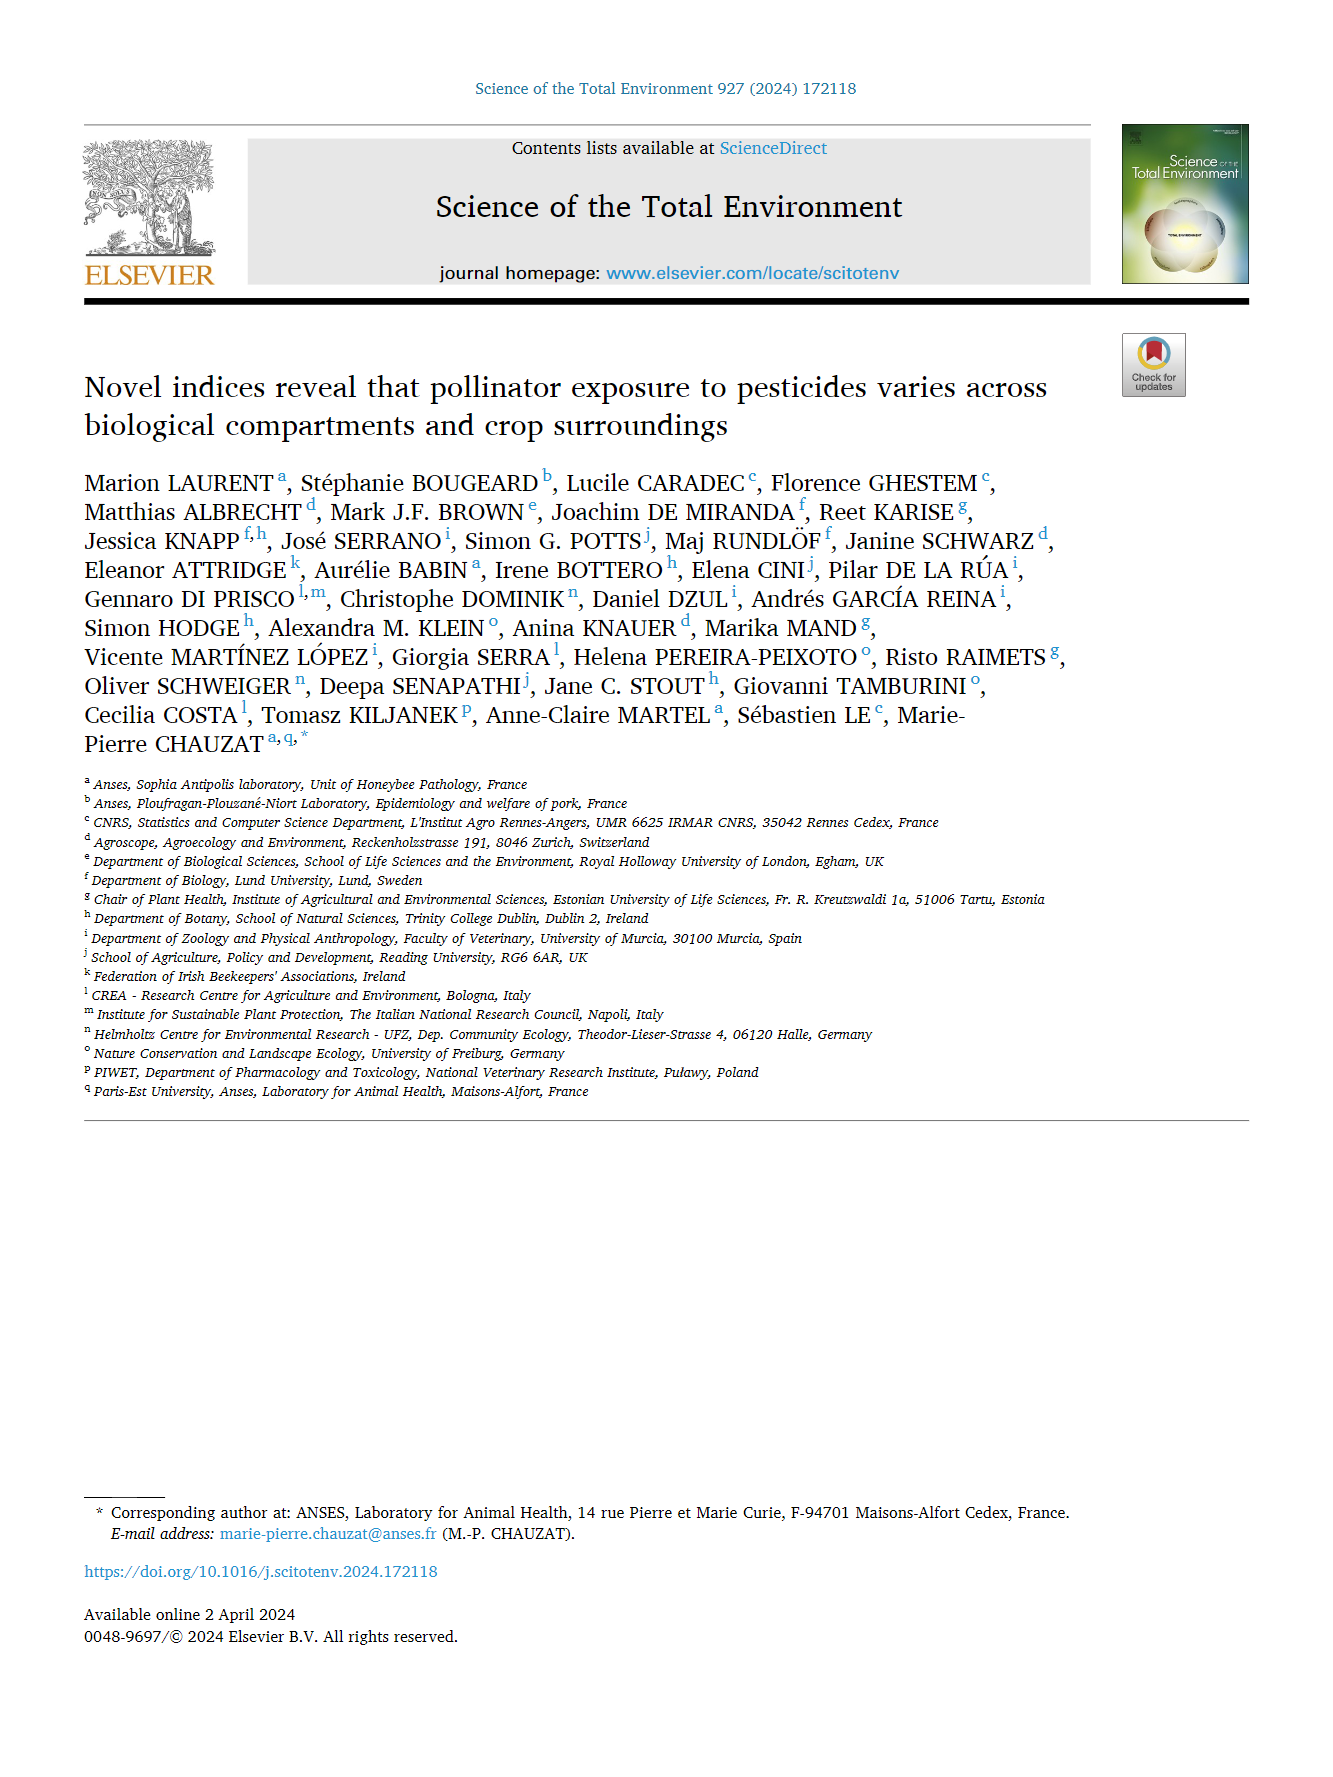 Science of the Total Environment 927 (2024) 172118
Contents lists available at ScienceDirect
Science of the Total Environment
journal homepage: www.elsevier.com/locate/scitotenv
ELSEVIER
Science OF THE
Total Environment
TOTAL ENVIRONMENT
Check for
updates
Novel indices reveal that pollinator exposure to pesticides varies across
biological compartments and crop surroundings
Marion LAURENT a, Stéphanie BOUGEARD b, Lucile CARADEC c, Florence GHESTEM c,
Matthias ALBRECHT d, Mark J.F. BROWN e, Joachim DE MIRANDA f, Reet KARISE g,
Jessica KNAPP f,h, José SERRANO i, Simon G. POTTS j, Maj RUNDLÖF f, Janine SCHWARZ d,
Eleanor ATTRIDGE k, Aurélie BABIN a, Irene BOTTERO h, Elena CINI j, Pilar DE LA RÚA i,
Gennaro DI PRISCO l,m, Christophe DOMINIK n, Daniel DZUL i, Andrés GARCÍA REINA i,
Simon HODGE h, Alexandra M. KLEIN o, Anina KNAUER d, Marika MAND g,
Vicente MARTÍNEZ LÓPEZ i, Giorgia SERRA l, Helena PEREIRA-PEIXOTO o, Risto RAIMETS g,
Oliver SCHWEIGER n, Deepa SENAPATHI j, Jane C. STOUT h, Giovanni TAMBURINI o,
Cecilia COSTA l, Tomasz KILJANEK p, Anne-Claire MARTEL a, Sébastien LE c, Marie-
Pierre CHAUZAT a,q,*
a Anses, Sophia Antipolis laboratory, Unit of Honeybee Pathology, France
b Anses, Ploufragan-Plouzané-Niort Laboratory, Epidemiology and welfare of pork, France
c CNRS, Statistics and Computer Science Department, L'Institut Agro Rennes-Angers, UMR 6625 IRMAR CNRS, 35042 Rennes Cedex, France
d Agroscope, Agroecology and Environment, Reckenholzstrasse 191, 8046 Zurich, Switzerland
e Department of Biological Sciences, School of Life Sciences and the Environment, Royal Holloway University of London, Egham, UK
f Department of Biology, Lund University, Lund, Sweden
g Chair of Plant Health, Institute of Agricultural and Environmental Sciences, Estonian University of Life Sciences, Fr. R. Kreutzwaldi 1a, 51006 Tartu, Estonia
h Department of Botany, School of Natural Sciences, Trinity College Dublin, Dublin 2, Ireland
i Department of Zoology and Physical Anthropology, Faculty of Veterinary, University of Murcia, 30100 Murcia, Spain
j School of Agriculture, Policy and Development, Reading University, RG6 6AR, UK
k Federation of Irish Beekeepers' Associations, Ireland
l CREA - Research Centre for Agriculture and Environment, Bologna, Italy
m Institute for Sustainable Plant Protection, The Italian National Research Council, Napoli, Italy
n Helmholtz Centre for Environmental Research - UFZ, Dep. Community Ecology, Theodor-Lieser-Strasse 4, 06120 Halle, Germany
o Nature Conservation and Landscape Ecology, University of Freiburg, Germany
p PIWET, Department of Pharmacology and Toxicology, National Veterinary Research Institute, Puławy, Poland
q Paris-Est University, Anses, Laboratory for Animal Health, Maisons-Alfort, France
* Corresponding author at: ANSES, Laboratory for Animal Health, 14 rue Pierre et Marie Curie, F-94701 Maisons-Alfort Cedex, France.
E-mail address: marie-pierre.chauzat@anses.fr (M.-P. CHAUZAT).
https://doi.org/10.1016/j.scitotenv.2024.172118
Available online 2 April 2024
0048-9697/© 2024 Elsevier B.V. All rights reserved.